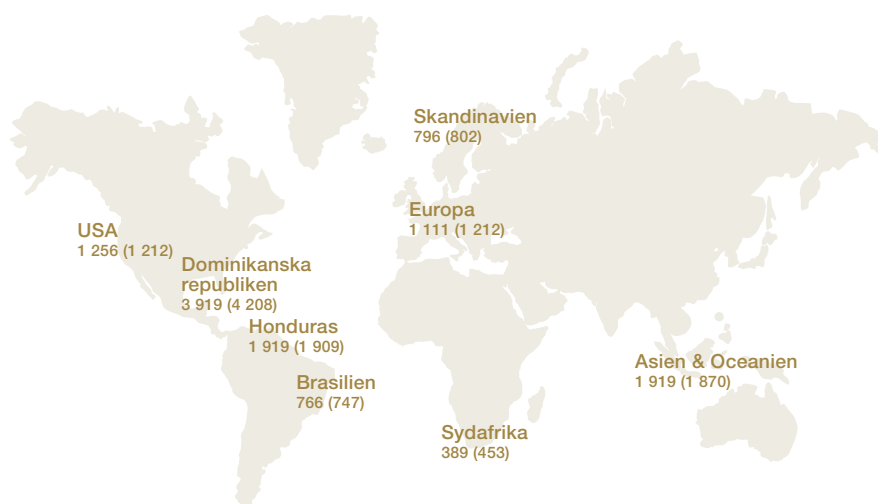 Skandinavien
796 (802)
Europa
1 111 (1 212)
USA
1 256 (1 212)
Dominikanska
republiken
3 919 (4 208)
Honduras
1 919 (1 909)
Brasilien
766 (747)
Asien & Oceanien
1 919 (1 870)
Sydafrika
389 (453)